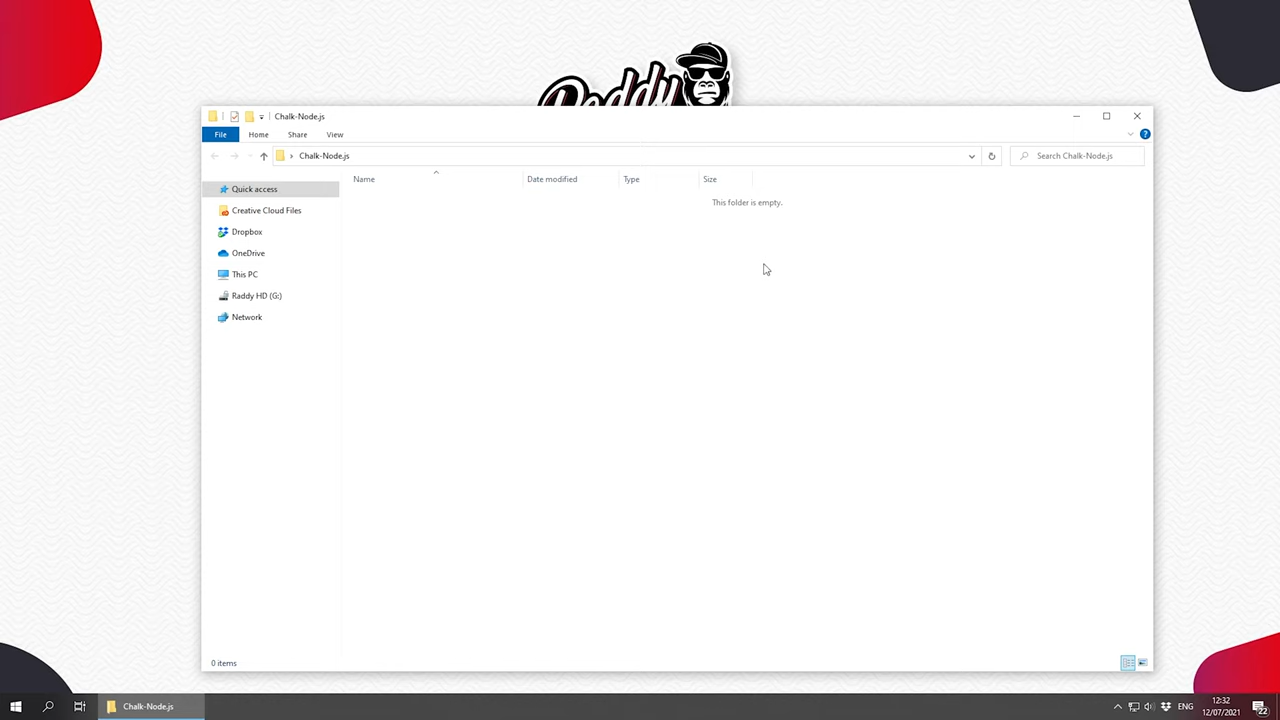 Raddy
Chalk-Node.js
File Home Share View
Chalk-Node.js
Search Chalk-Node.js
Name Date modified Type Size
This folder is empty.
Quick access
Creative Cloud Files
Dropbox
OneDrive
This PC
Raddy HD (G:)
Network
0 items
Chalk-Node.js
ENG
12:32
12/07/2021
22